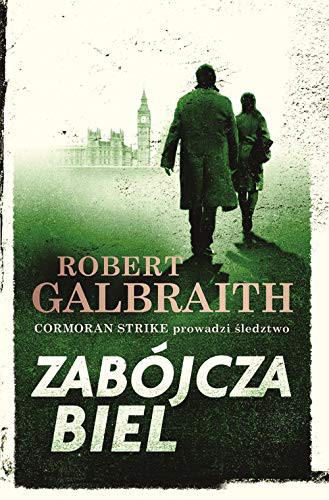 ROBERT
GALBRAITH
CORMORAN STRIKE prowadzi śledztwo
ZABÓJCZA
BIEL